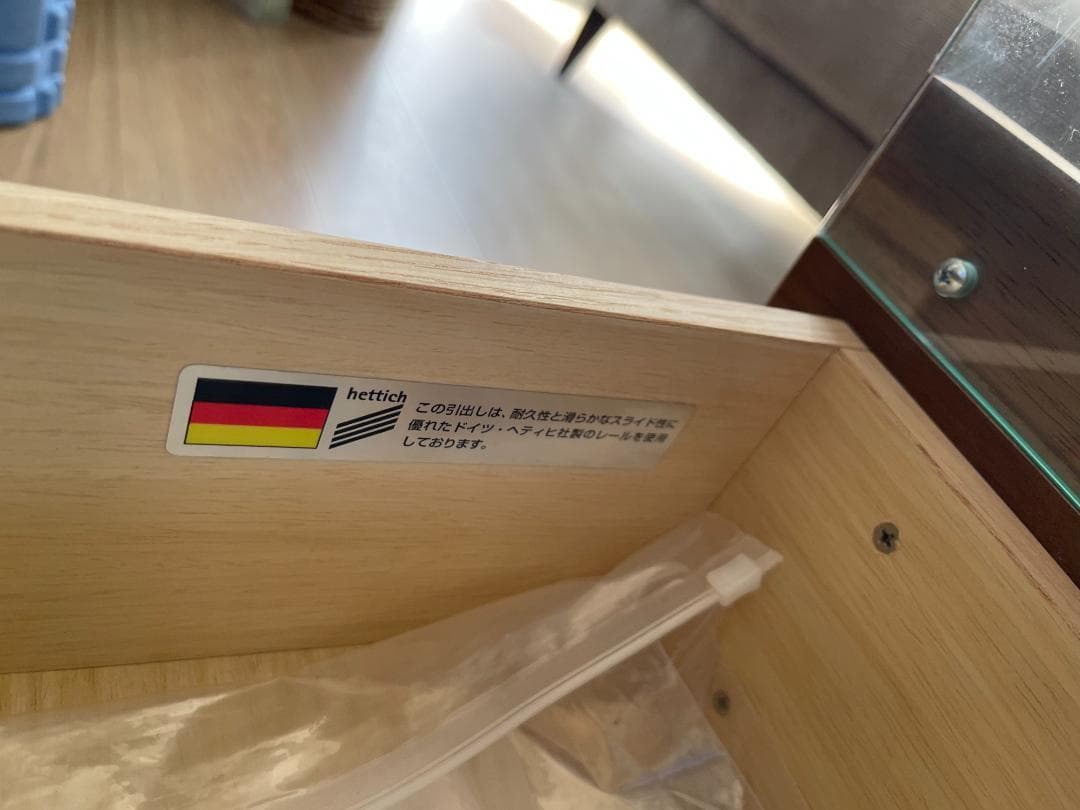 hettich
この引出しは、耐久性と滑らかなスライド性に
優れたドイツ・ヘティヒ社製のレールを使用
しております。